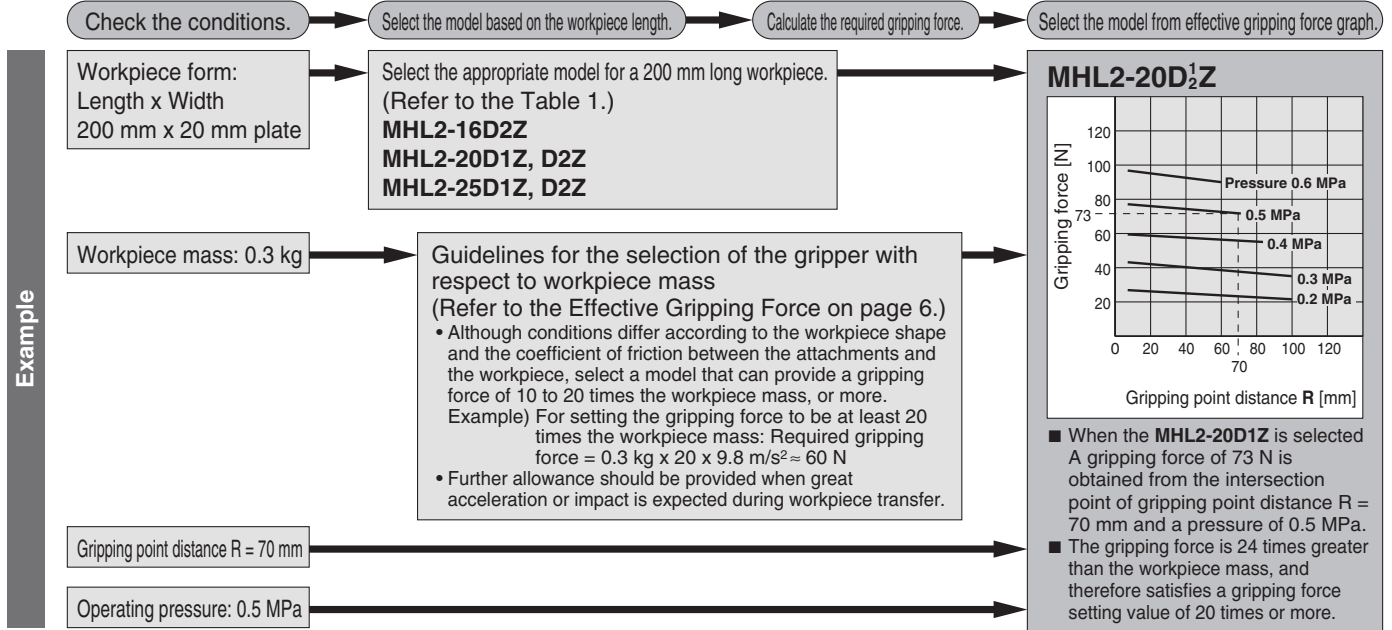 Check the conditions.
Select the model based on the workpiece length.
Calculate the required gripping force.
Select the model from effective gripping force graph.
Example
Workpiece form:
Length x Width
200 mm x 20 mm plate
Select the appropriate model for a 200 mm long workpiece.
(Refer to the Table 1.)
MHL2-16D2Z
MHL2-20D1Z, D2Z
MHL2-25D1Z, D2Z
Workpiece mass: 0.3 kg
Guidelines for the selection of the gripper with
respect to workpiece mass
(Refer to the Effective Gripping Force on page 6.)
• Although conditions differ according to the workpiece shape
and the coefficient of friction between the attachments and
the workpiece, select a model that can provide a gripping
force of 10 to 20 times the workpiece mass, or more.
Example) For setting the gripping force to be at least 20
times the workpiece mass: Required gripping
force = 0.3 kg x 20 x 9.8 m/s² ≈ 60 N
• Further allowance should be provided when great
acceleration or impact is expected during workpiece transfer.
Gripping point distance R = 70 mm
Operating pressure: 0.5 MPa
MHL2-20D½Z
Gripping force [N]
120
100
80
73
60
40
20
Pressure 0.6 MPa
0.5 MPa
0.4 MPa
0.3 MPa
0.2 MPa
0 20 40 60 80 100 120
70
Gripping point distance R [mm]
■ When the MHL2-20D1Z is selected
A gripping force of 73 N is
obtained from the intersection
point of gripping point distance R =
70 mm and a pressure of 0.5 MPa.
■ The gripping force is 24 times greater
than the workpiece mass, and
therefore satisfies a gripping force
setting value of 20 times or more.